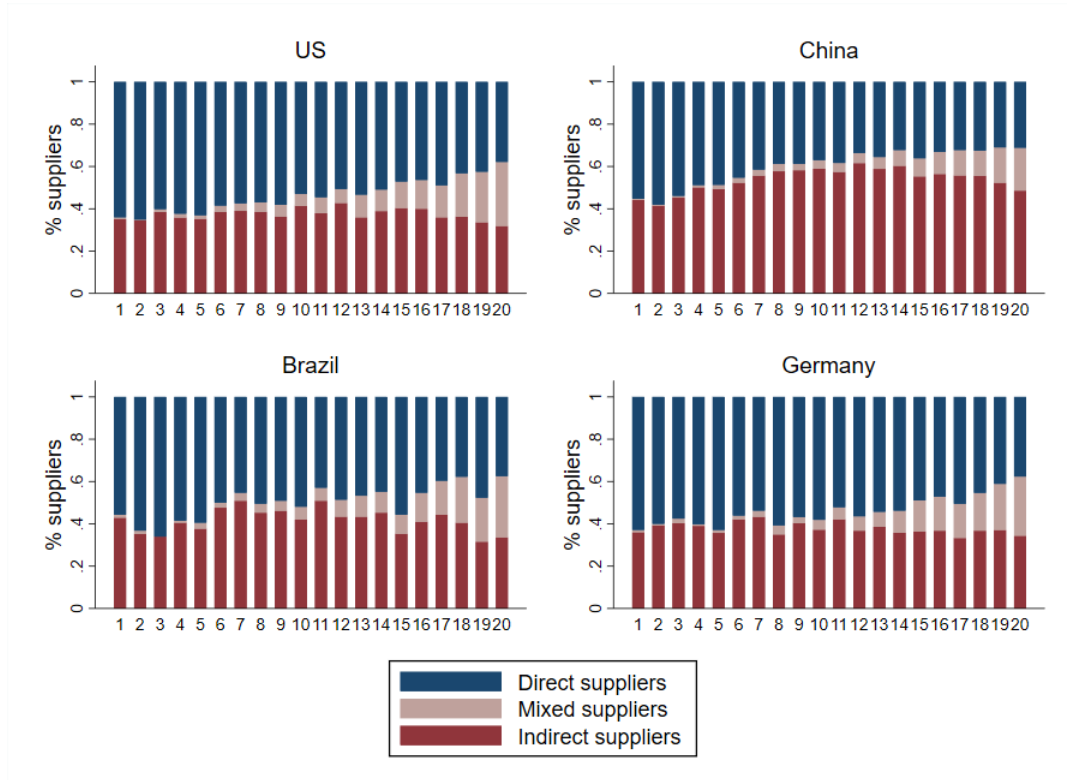 US
% suppliers
0 .2 .4 .6 .8 1
1 2 3 4 5 6 7 8 9 10 11 12 13 14 15 16 17 18 19 20
China
% suppliers
0 .2 .4 .6 .8 1
1 2 3 4 5 6 7 8 9 10 11 12 13 14 15 16 17 18 19 20
Brazil
% suppliers
0 .2 .4 .6 .8 1
1 2 3 4 5 6 7 8 9 10 11 12 13 14 15 16 17 18 19 20
Germany
% suppliers
0 .2 .4 .6 .8 1
1 2 3 4 5 6 7 8 9 10 11 12 13 14 15 16 17 18 19 20
Direct suppliers
Mixed suppliers
Indirect suppliers